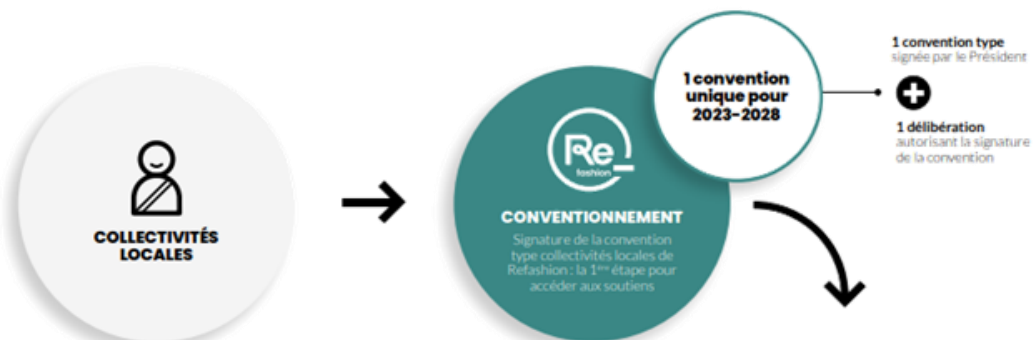 COLLECTIVITÉS
LOCALES
Re_
fashion
CONVENTIONNEMENT
Signature de la convention
type collectivités locales de
Refashion : la 1ère étape pour
accéder aux soutiens
1 convention
unique pour
2023-2028
1 convention type
signée par le Président
1 délibération
autorisant la signature
de la convention